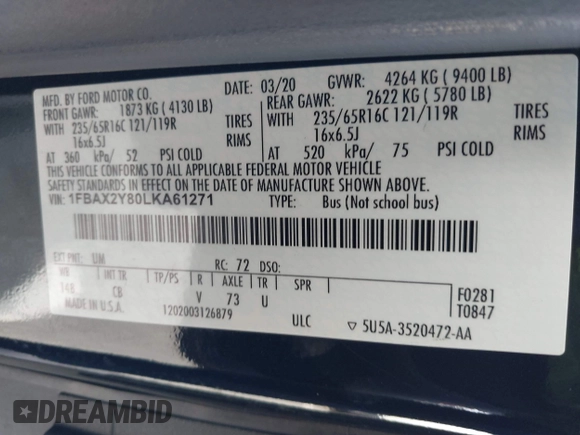 MFD. BY FORD MOTOR CO.
DATE: 03/20 GVWR: 4264 KG ( 9400 LB)
FRONT GAWR: 1873 KG ( 4130 LB) REAR GAWR: 2622 KG ( 5780 LB)
WITH 235/65R16C 121/119R TIRES WITH 235/65R16C 121/119R TIRES
16x6.5J RIMS 16x6.5J RIMS
AT 360 kPa/ 52 PSI COLD AT 520 kPa/ 75 PSI COLD
THIS VEHICLE CONFORMS TO ALL APPLICABLE FEDERAL MOTOR VEHICLE
SAFETY STANDARDS IN EFFECT ON THE DATE OF MANUFACTURE SHOWN ABOVE.
VIN: 1FBAX2Y80LKA61271 TYPE: Bus (Not school bus)
EXT PNT: UM RC: 72 DSO:
WB INT TR TP/PS R AXLE TR SPR
148 CB V 73 U
F0281
T0847
MADE IN U.S.A. 1202003126879 ULC ▽ 5U5A-3520472-AA
DREAMBID